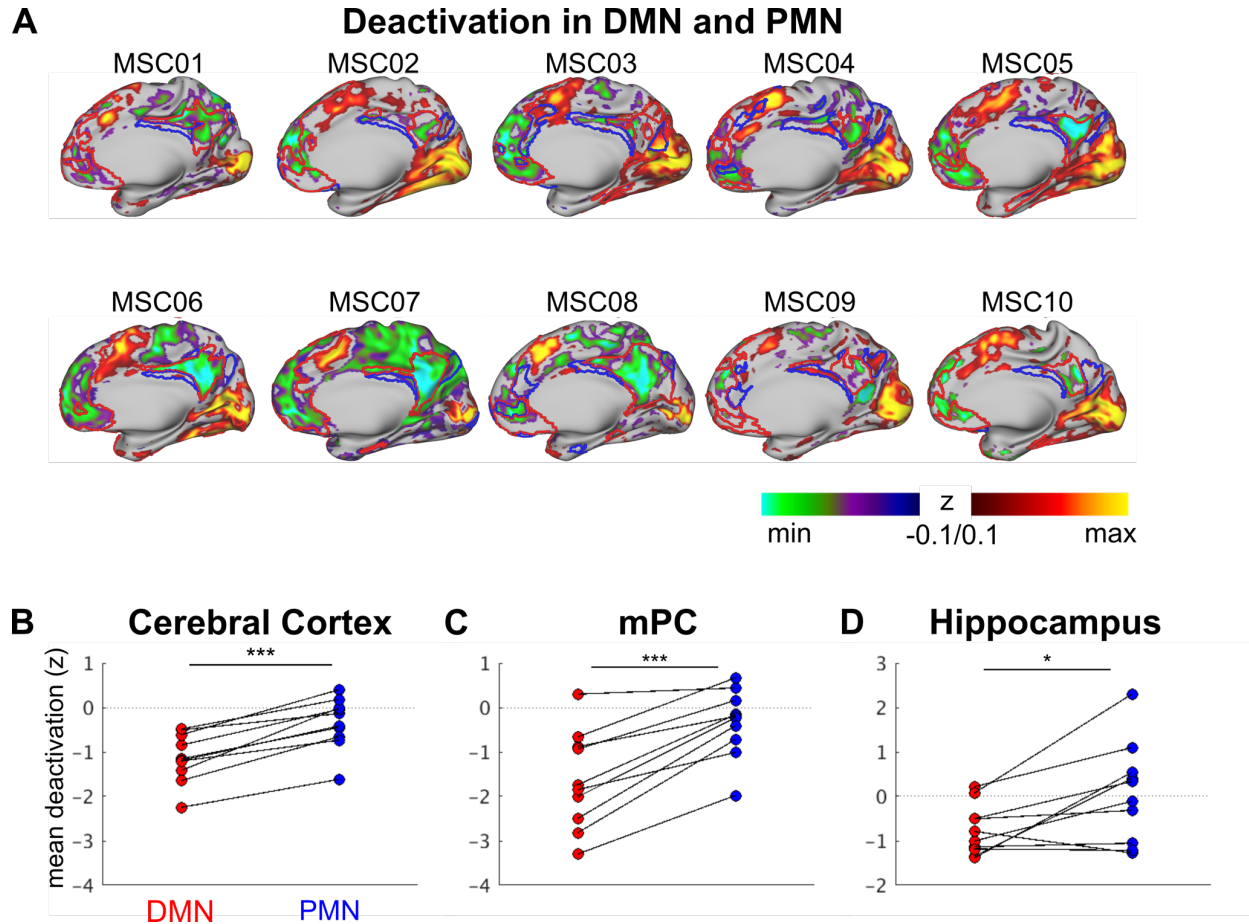 A Deactivation in DMN and PMN
MSC01 MSC02 MSC03 MSC04 MSC05
MSC06 MSC07 MSC08 MSC09 MSC10
z
min -0.1/0.1 max
B Cerebral Cortex C mPC D Hippocampus
mean deactivation (z)
1
0
-1
-2
-3
-4
***
DMN PMN
1
0
-1
-2
-3
-4
***
3
2
1
0
-1
-2
*